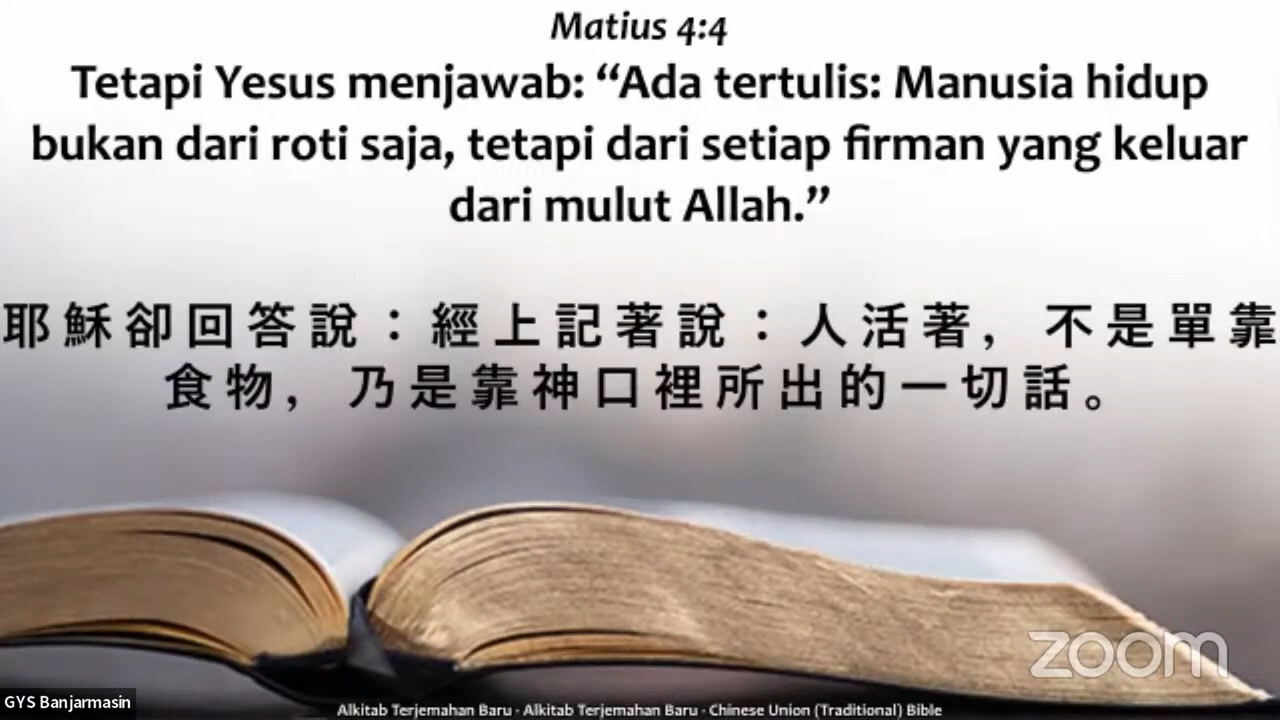 Matius 4:4
Tetapi Yesus menjawab: “Ada tertulis: Manusia hidup
bukan dari roti saja, tetapi dari setiap firman yang keluar
dari mulut Allah.”
耶穌卻回答說：經上記著說：人活著，不是單靠
食物，乃是靠神口裡所出的一切話。
zoom
GYS Banjarmasin
Alkitab Terjemahan Baru - Alkitab Terjemahan Baru - Chinese Union (Traditional) Bible